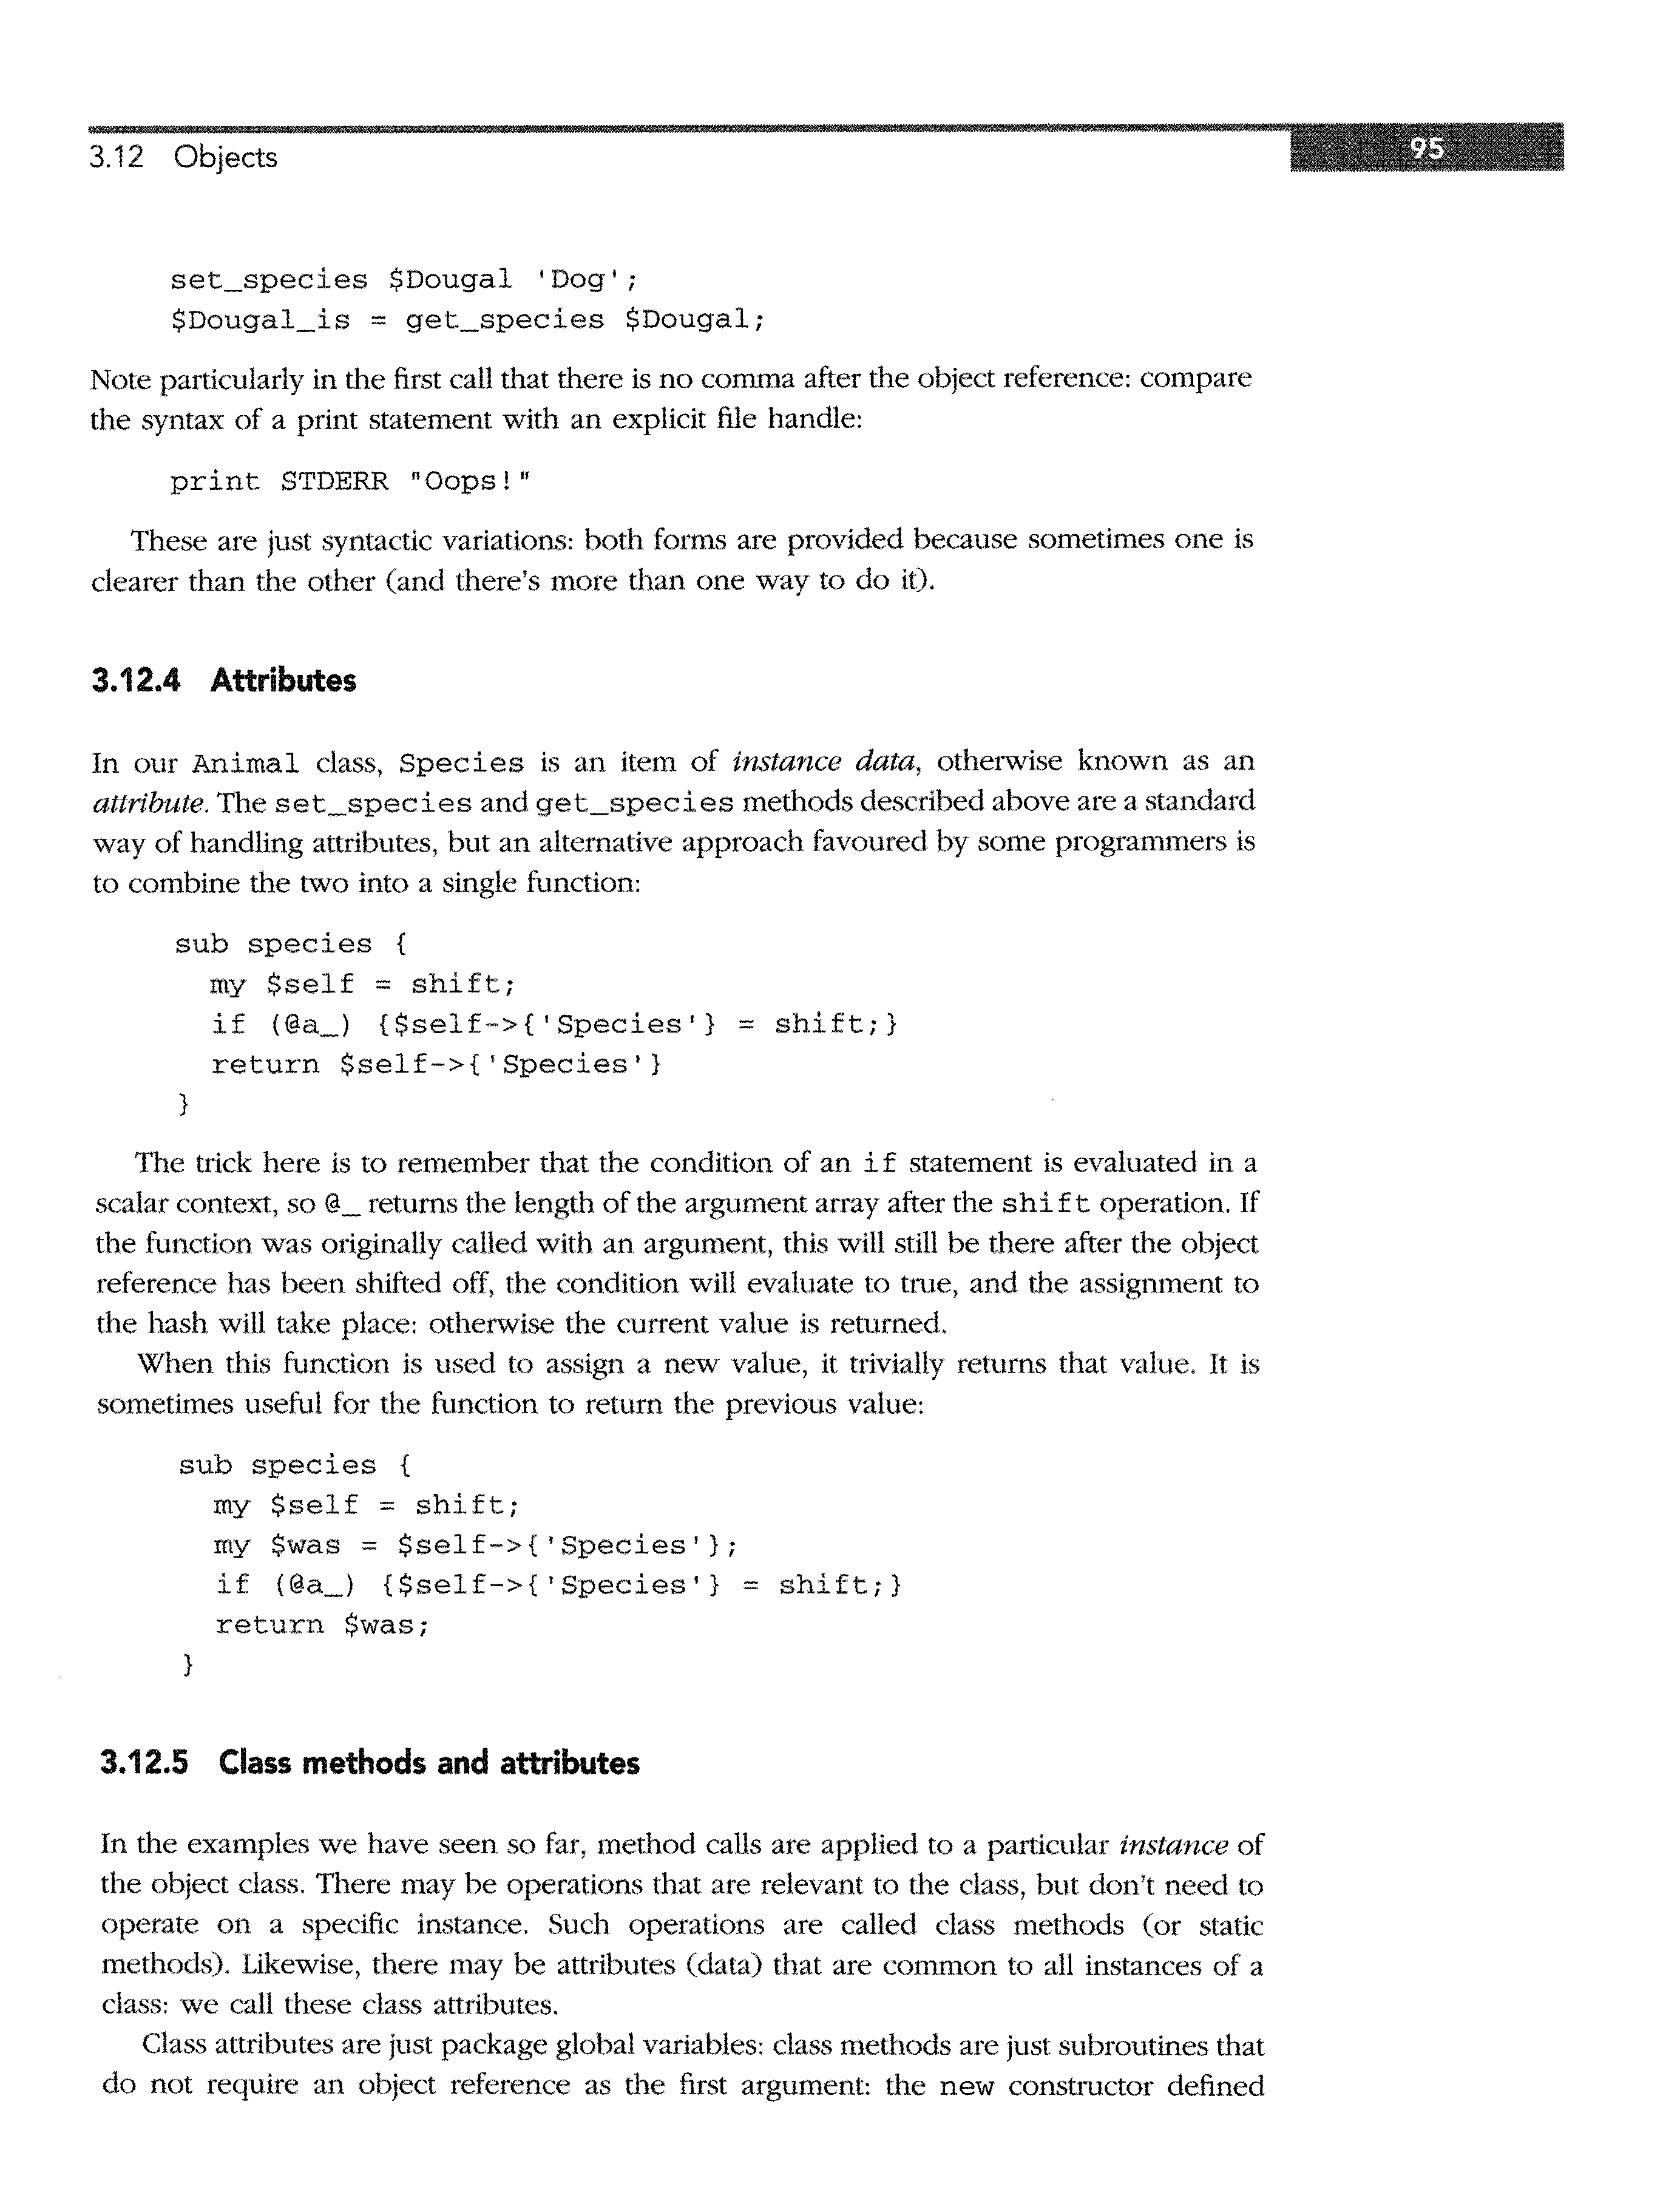 3.12 Objects
95
set_species $Dougal 'Dog';
$Dougal_is = get_species $Dougal;
Note particularly in the first call that there is no comma after the object reference: compare
the syntax of a print statement with an explicit file handle:
print STDERR "Oops!"
These are just syntactic variations: both forms are provided because sometimes one is
clearer than the other (and there's more than one way to do it).
3.12.4 Attributes
In our Animal class, Species is an item of instance data, otherwise known as an
attribute. The set_species and get_species methods described above are a standard
way of handling attributes, but an alternative approach favoured by some programmers is
to combine the two into a single function:
sub species {
my $self = shift;
if (@a_) {$self->{'Species'} = shift;}
return $self->{'Species'}
}
The trick here is to remember that the condition of an if statement is evaluated in a
scalar context, so @_ returns the length of the argument array after the shift operation. If
the function was originally called with an argument, this will still be there after the object
reference has been shifted off, the condition will evaluate to true, and the assignment to
the hash will take place: otherwise the current value is returned.
When this function is used to assign a new value, it trivially returns that value. It is
sometimes useful for the function to return the previous value:
sub species {
my $self = shift;
my $was = $self->{'Species'};
if (@a_) {$self->{'Species'} = shift;}
return $was;
}
3.12.5 Class methods and attributes
In the examples we have seen so far, method calls are applied to a particular instance of
the object class. There may be operations that are relevant to the class, but don't need to
operate on a specific instance. Such operations are called class methods (or static
methods). Likewise, there may be attributes (data) that are common to all instances of a
class: we call these class attributes.
Class attributes are just package global variables: class methods are just subroutines that
do not require an object reference as the first argument: the new constructor defined